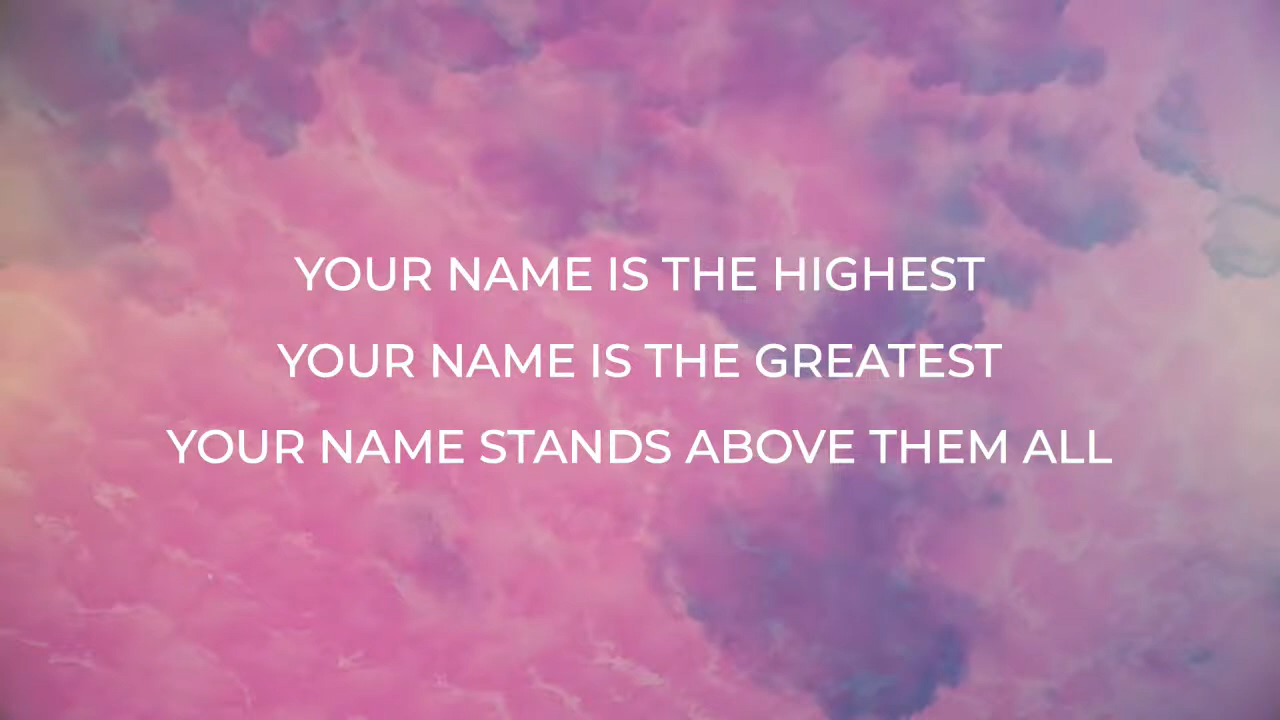 YOUR NAME IS THE HIGHEST
YOUR NAME IS THE GREATEST
YOUR NAME STANDS ABOVE THEM ALL